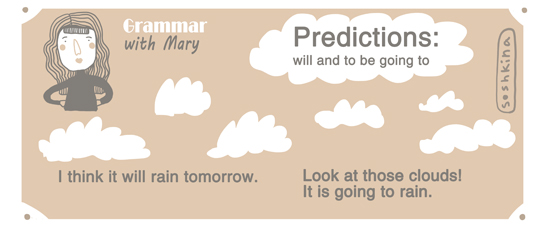 Grammar
with Mary
Predictions:
will and to be going to
soshkina
I think it will rain tomorrow.
Look at those clouds!
It is going to rain.